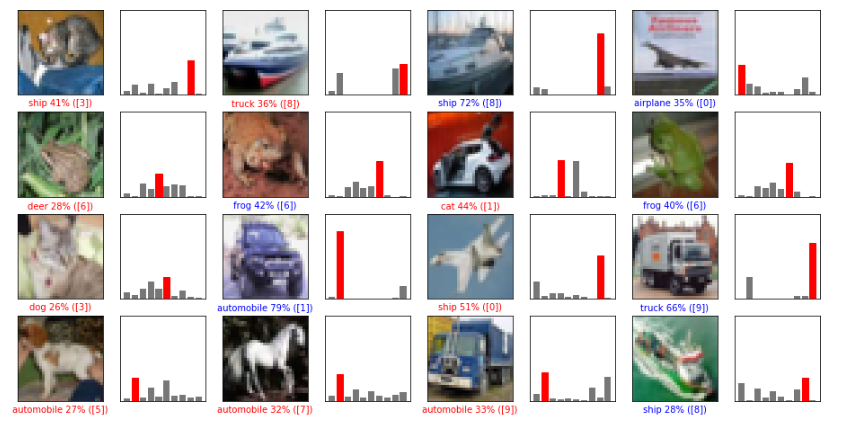 ship 41% ([3])
truck 36% ([8])
ship 72% ([8])
airplane 35% ([0])
deer 28% ([6])
frog 42% ([6])
cat 44% ([1])
frog 40% ([6])
dog 26% ([3])
automobile 79% ([1])
ship 51% ([0])
truck 66% ([9])
automobile 27% ([5])
automobile 32% ([7])
automobile 33% ([9])
ship 28% ([8])